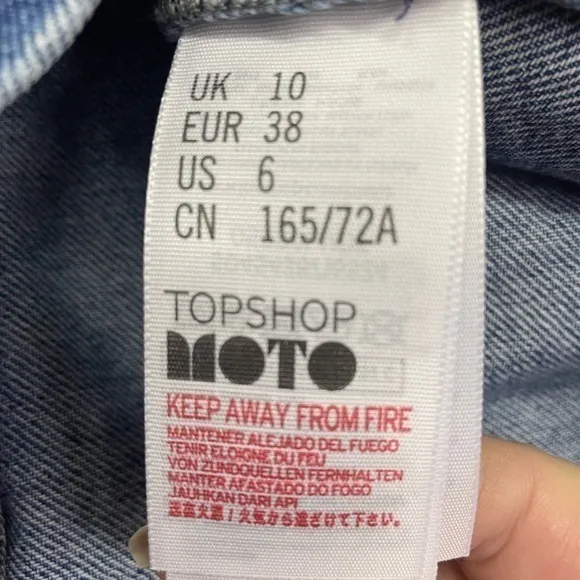 UK 10
EUR 38
US 6
CN 165/72A
TOPSHOP
MOTO
KEEP AWAY FROM FIRE
MANTENER ALEJADO DEL FUEGO
TENIR ELOIGNE DU FEU
VON ZUNDQUELLEN FERNHALTEN
MANTER AFASTADO DO FOGO
JAUHKAN DARI API
远离火源 / 火気から遠ざけて下さい。